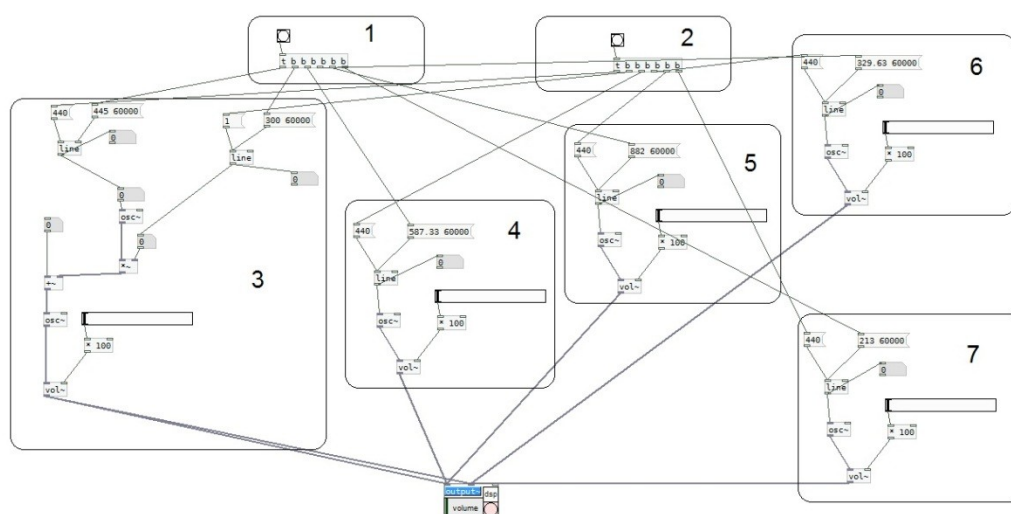 1
t b b b b b b
2
t b b b b b b
6
440
329.63 60000
line
0
osc~
* 100
vol~
3
440
445 60000
line
0
1
300 60000
line
0
0
osc~
0
0
*~
+~
osc~
* 100
vol~
4
440
587.33 60000
line
0
osc~
* 100
vol~
5
440
882 60000
line
0
osc~
* 100
vol~
7
440
213 60000
line
0
osc~
* 100
vol~
output~
dsp
volume